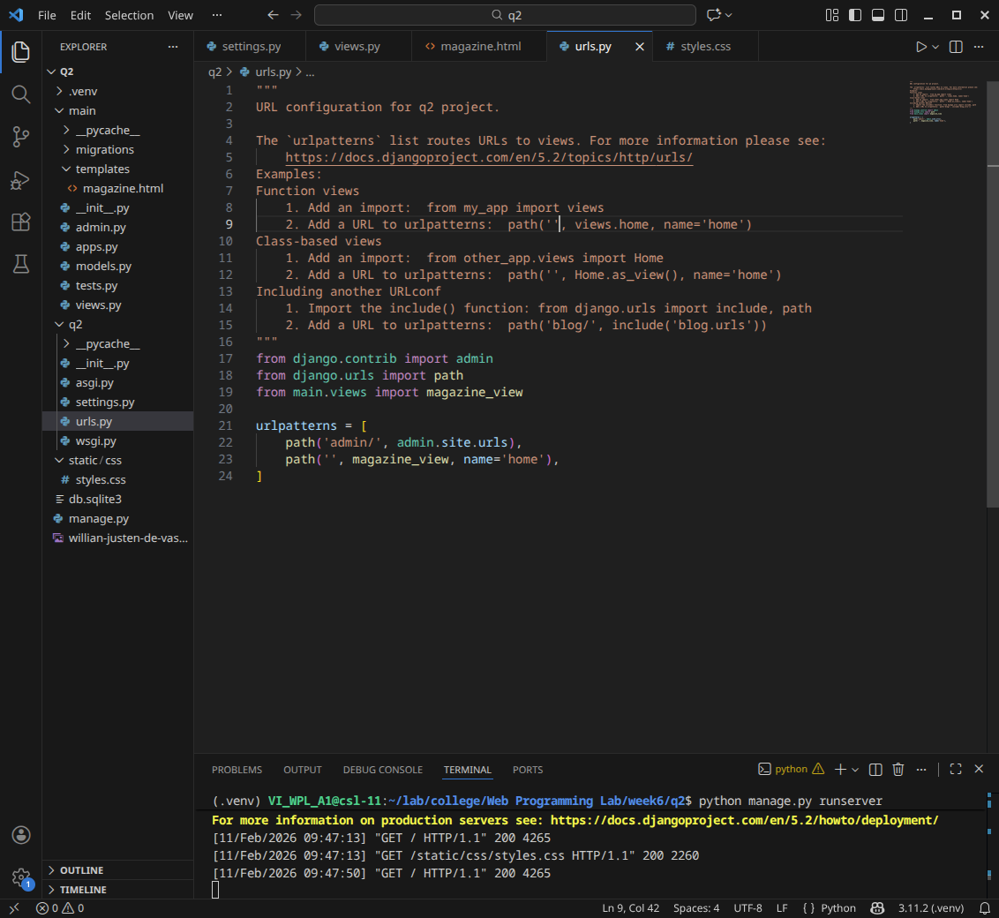 File Edit Selection View ··· q2
EXPLORER ···
Q2
.venv
main
__pycache__
migrations
templates
magazine.html
__init__.py
admin.py
apps.py
models.py
tests.py
views.py
q2
__pycache__
__init__.py
asgi.py
settings.py
urls.py
wsgi.py
static / css
# styles.css
db.sqlite3
manage.py
willian-justen-de-vas...
OUTLINE
TIMELINE
1
settings.py views.py <> magazine.html urls.py # styles.css
q2 > urls.py > ...
1 """
2 URL configuration for q2 project.
3
4 The `urlpatterns` list routes URLs to views. For more information please see:
5     https://docs.djangoproject.com/en/5.2/topics/http/urls/
6 Examples:
7 Function views
8     1. Add an import:  from my_app import views
9     2. Add a URL to urlpatterns:  path('', views.home, name='home')
10 Class-based views
11     1. Add an import:  from other_app.views import Home
12     2. Add a URL to urlpatterns:  path('', Home.as_view(), name='home')
13 Including another URLconf
14     1. Import the include() function: from django.urls import include, path
15     2. Add a URL to urlpatterns:  path('blog/', include('blog.urls'))
16 """
17 from django.contrib import admin
18 from django.urls import path
19 from main.views import magazine_view
20
21 urlpatterns = [
22     path('admin/', admin.site.urls),
23     path('', magazine_view, name='home'),
24 ]
PROBLEMS OUTPUT DEBUG CONSOLE TERMINAL PORTS python
(.venv) VI_WPL_A1@csl-11:~/lab/college/Web Programming Lab/week6/q2$ python manage.py runserver
For more information on production servers see: https://docs.djangoproject.com/en/5.2/howto/deployment/
[11/Feb/2026 09:47:13] "GET / HTTP/1.1" 200 4265
[11/Feb/2026 09:47:13] "GET /static/css/styles.css HTTP/1.1" 200 2260
[11/Feb/2026 09:47:50] "GET / HTTP/1.1" 200 4265
0 0 Ln 9, Col 42 Spaces: 4 UTF-8 LF { } Python 3.11.2 (.venv)